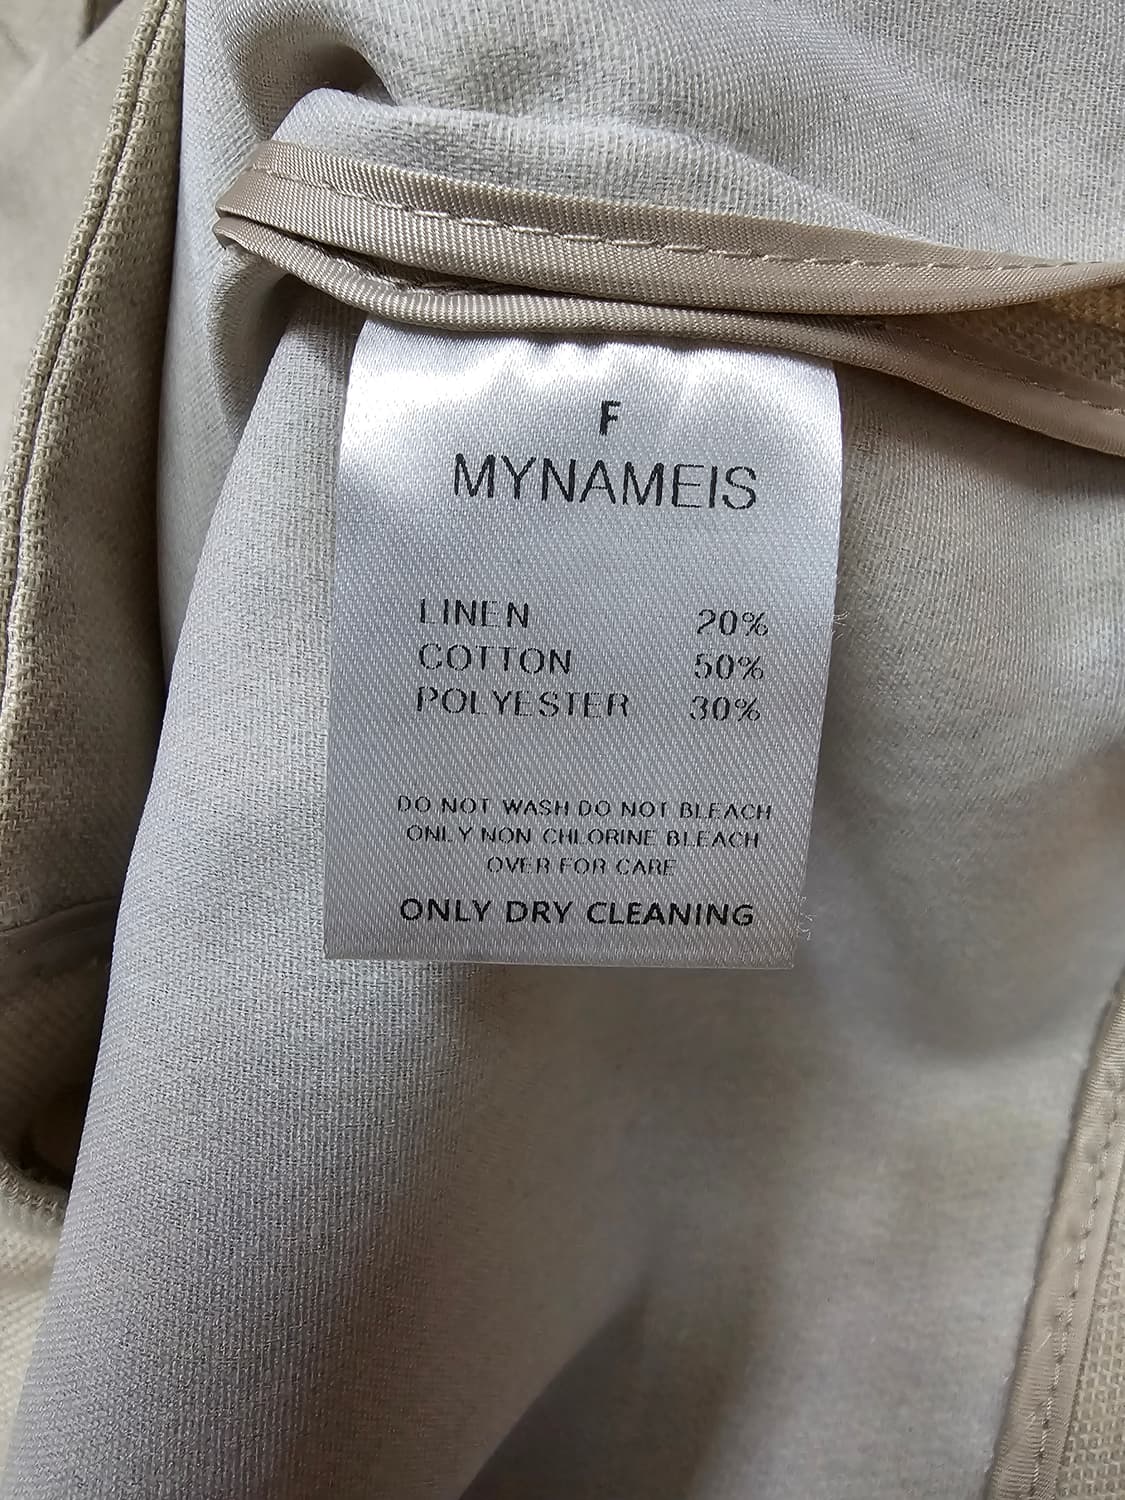 F
MYNAMEIS
LINEN 20%
COTTON 50%
POLYESTER 30%
DO NOT WASH DO NOT BLEACH
ONLY NON CHLORINE BLEACH
OVER FOR CARE
ONLY DRY CLEANING